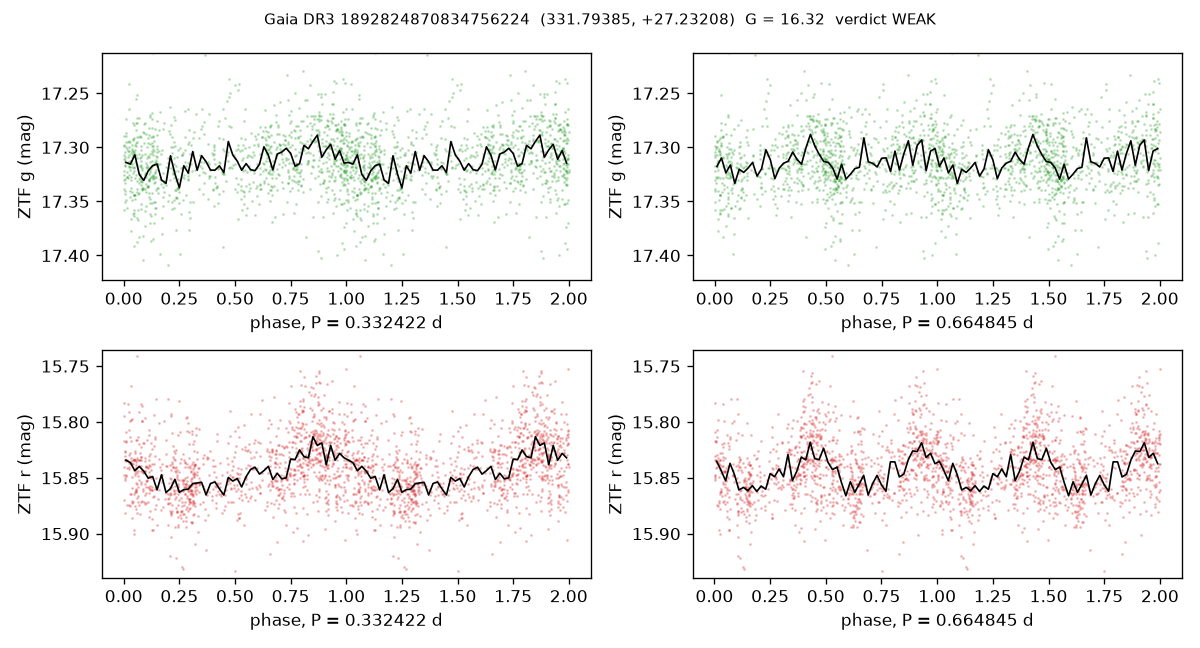 Gaia DR3 1892824870834756224  (331.79385, +27.23208)  G = 16.32  verdict WEAK
ZTF g (mag)
17.25
17.30
17.35
17.40
0.00 0.25 0.50 0.75 1.00 1.25 1.50 1.75 2.00
phase, P = 0.332422 d
ZTF g (mag)
17.25
17.30
17.35
17.40
0.00 0.25 0.50 0.75 1.00 1.25 1.50 1.75 2.00
phase, P = 0.664845 d
ZTF r (mag)
15.75
15.80
15.85
15.90
0.00 0.25 0.50 0.75 1.00 1.25 1.50 1.75 2.00
phase, P = 0.332422 d
ZTF r (mag)
15.75
15.80
15.85
15.90
0.00 0.25 0.50 0.75 1.00 1.25 1.50 1.75 2.00
phase, P = 0.664845 d